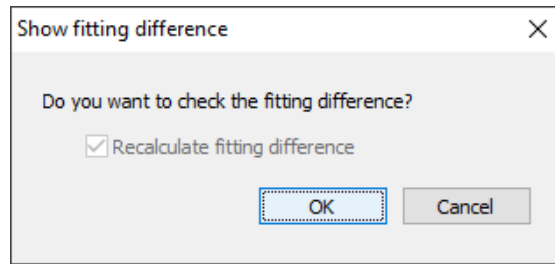 Show fitting difference
Do you want to check the fitting difference?
Recalculate fitting difference
OK Cancel